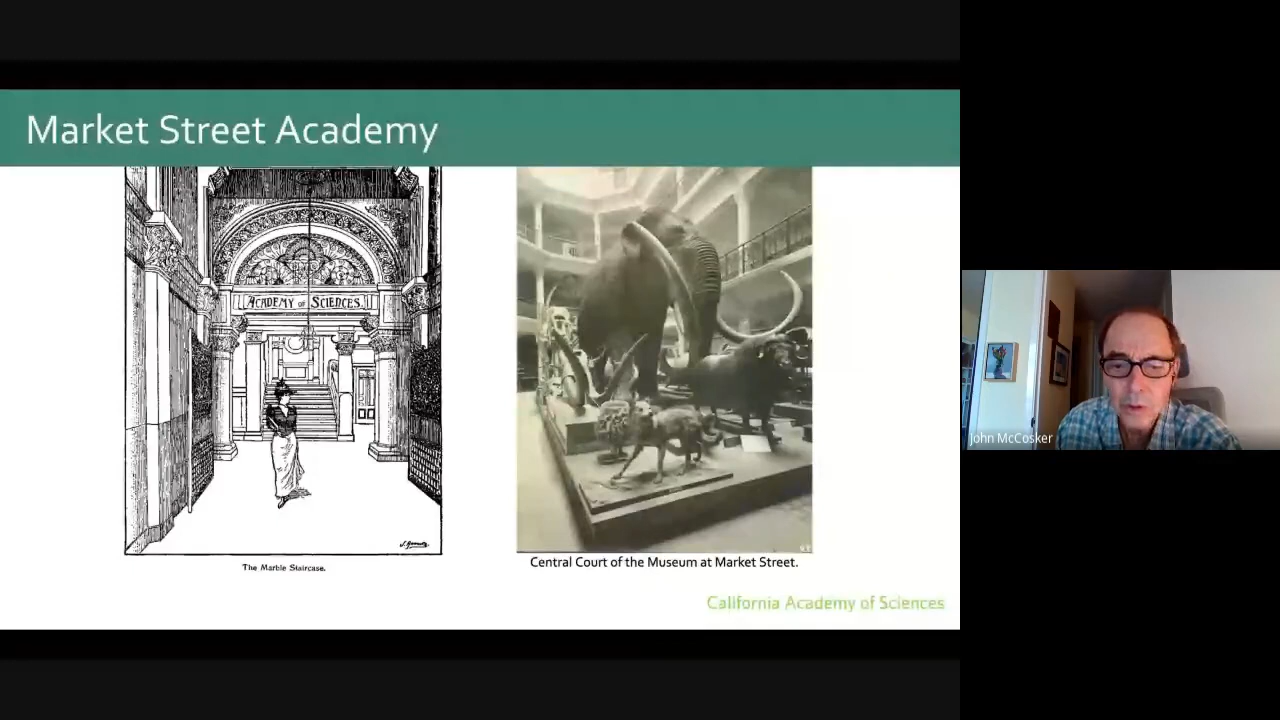 Market Street Academy
ACADEMY OF SCIENCES.
The Marble Staircase.
Central Court of the Museum at Market Street.
California Academy of Sciences
John McCosker